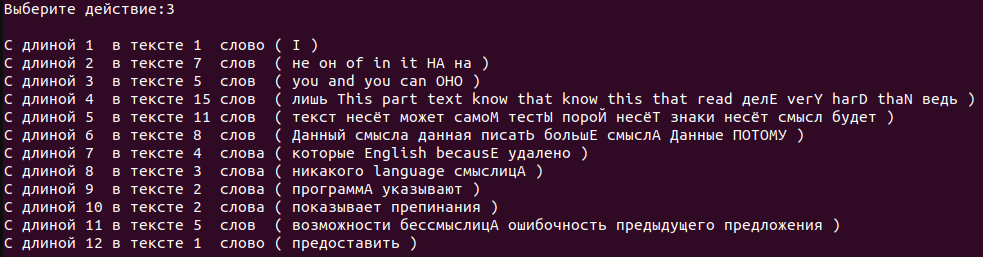 Выберите действие:3
С длиной 1  в тексте 1  слово ( I )
С длиной 2  в тексте 7  слов  ( не он of in it НА на )
С длиной 3  в тексте 5  слов  ( you and you can ОНО )
С длиной 4  в тексте 15 слов  ( лишь This part text know that know this that read делЕ verY harD thaN ведь )
С длиной 5  в тексте 11 слов  ( текст несёт может самоМ тестЫ пороЙ несёТ знаки несёт смысл будет )
С длиной 6  в тексте 8  слов  ( Данный смысла данная писатЬ большЕ смыслА Данные ПОТОМУ )
С длиной 7  в тексте 4  слова ( которые English becausE удалено )
С длиной 8  в тексте 3  слова ( никакого language смыслицА )
С длиной 9  в тексте 2  слова ( программА указывают )
С длиной 10 в тексте 2  слова ( показывает препинания )
С длиной 11 в тексте 5  слов  ( возможности бессмыслицА ошибочность предыдущего предложения )
С длиной 12 в тексте 1  слово ( предоставить )